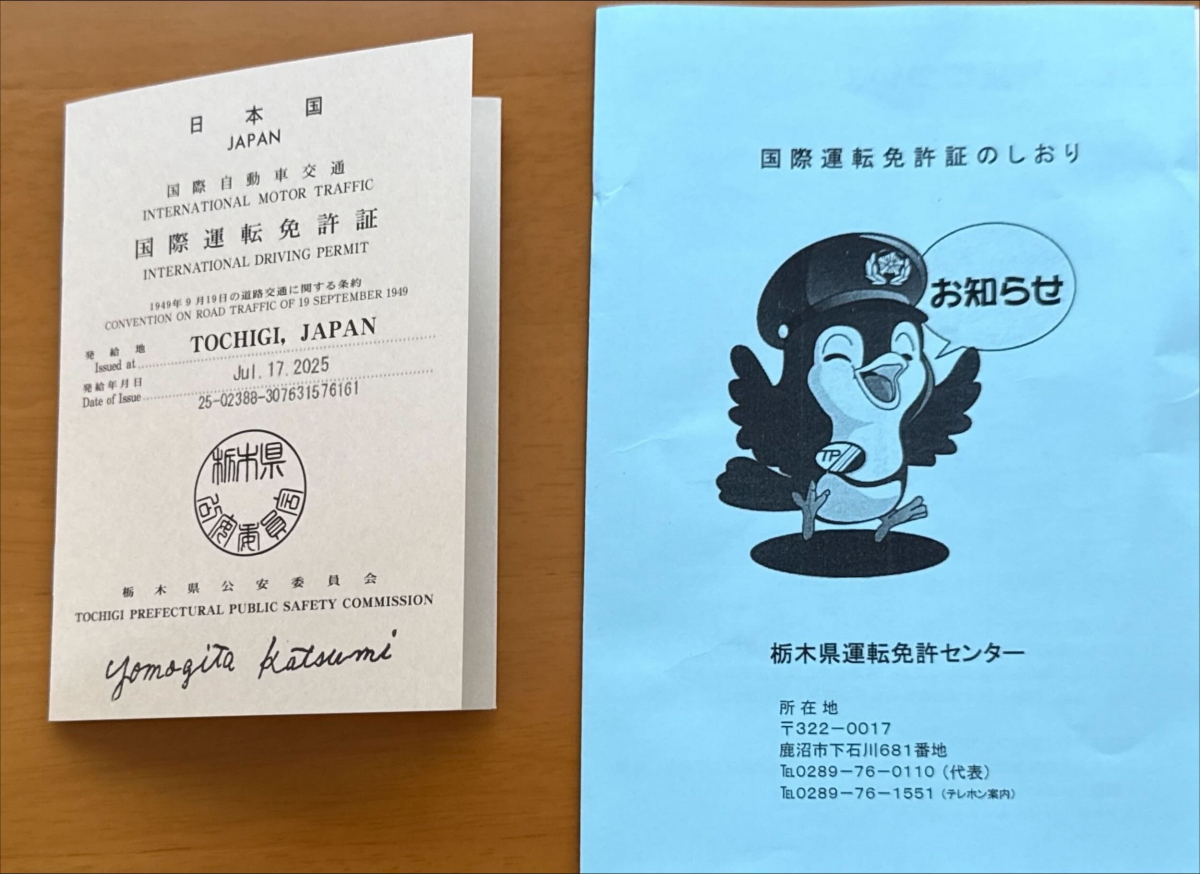 日本国
JAPAN
国際自動車交通
INTERNATIONAL MOTOR TRAFFIC
国際運転免許証
INTERNATIONAL DRIVING PERMIT
1949年9月19日の道路交通に関する条約
CONVENTION ON ROAD TRAFFIC OF 19 SEPTEMBER 1949
発給地
Issued at TOCHIGI, JAPAN
発給年月日
Date of Issue Jul. 17. 2025
25-02388-307631576161
栃木県
公安委員会
栃木県公安委員会
TOCHIGI PREFECTURAL PUBLIC SAFETY COMMISSION
Yomogita Katsumi
国際運転免許証のしおり
お知らせ
TP
栃木県運転免許センター
所在地
〒322-0017
鹿沼市下石川681番地
℡0289-76-0110(代表)
℡0289-76-1551(テレホン案内)